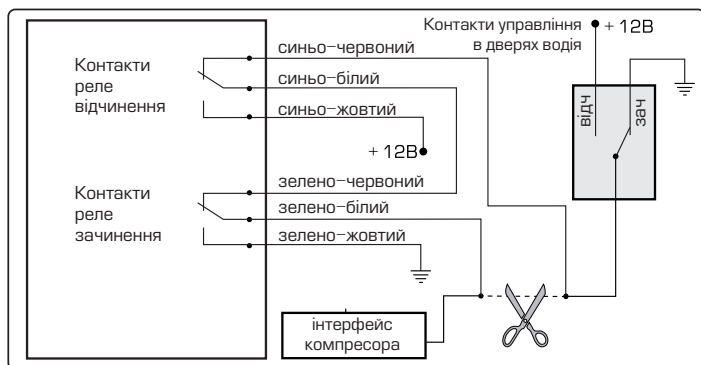 Контакти
реле
відчинення
Контакти
реле
зачинення
синьо–червоний
синьо–білий
синьо–жовтий
+ 12В
зелено–червоний
зелено–білий
зелено–жовтий
інтерфейс
компресора
Контакти управління
в дверях водія
+ 12В
відч
зач